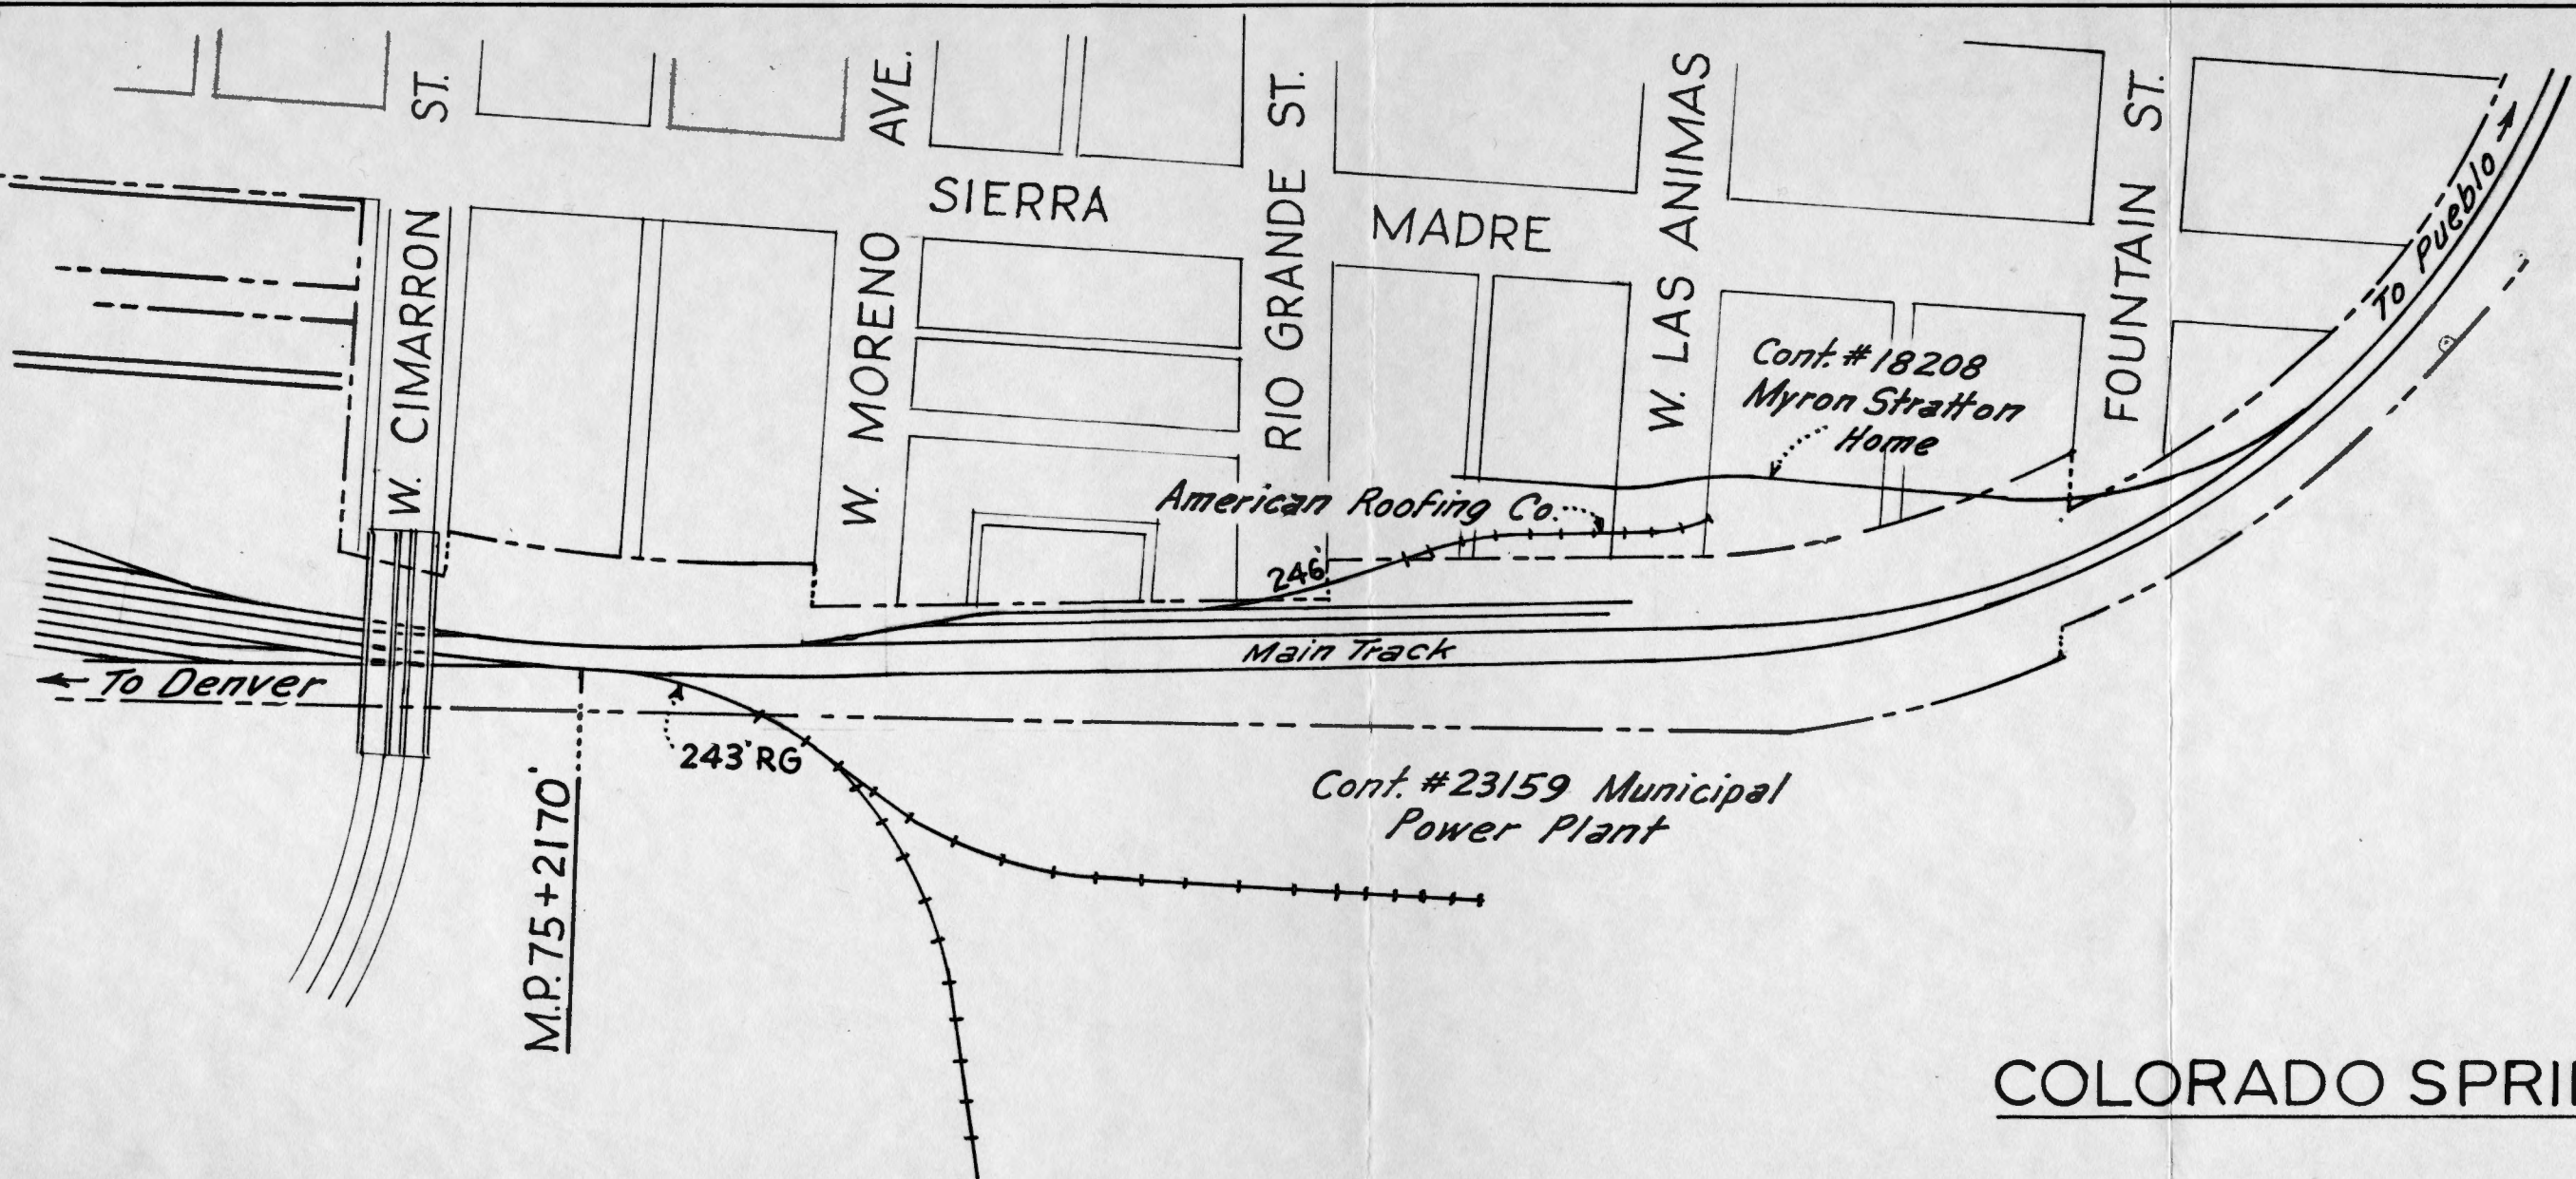 W. CIMARRON ST.
W. MORENO AVE.
SIERRA MADRE
RIO GRANDE ST.
W. LAS ANIMAS
FOUNTAIN ST.
To Pueblo
Cont. #18208
Myron Stratton
Home
American Roofing Co.
246'
Main Track
To Denver
243' RG
M.P. 75+2170'
Cont. #23159 Municipal
Power Plant
COLORADO SPRI